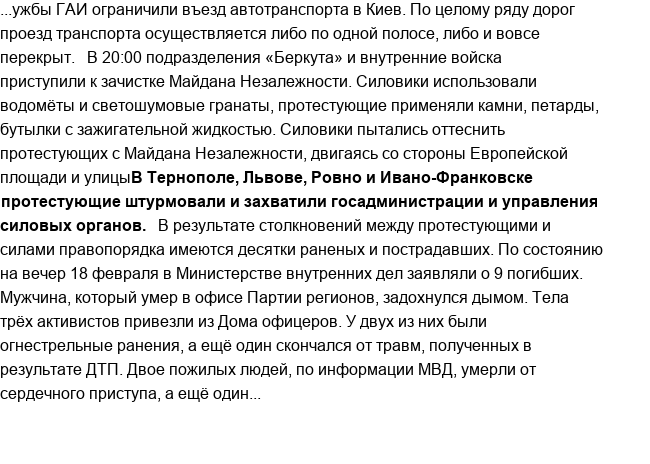 ...ужбы ГАИ ограничили въезд автотранспорта в Киев. По целому ряду дорог
проезд транспорта осуществляется либо по одной полосе, либо и вовсе
перекрыт.   В 20:00 подразделения «Беркута» и внутренние войска
приступили к зачистке Майдана Незалежности. Силовики использовали
водомёты и светошумовые гранаты, протестующие применяли камни, петарды,
бутылки с зажигательной жидкостью. Силовики пытались оттеснить
протестующих с Майдана Незалежности, двигаясь со стороны Европейской
площади и улицыВ Тернополе, Львове, Ровно и Ивано-Франковске
протестующие штурмовали и захватили госадминистрации и управления
силовых органов.   В результате столкновений между протестующими и
силами правопорядка имеются десятки раненых и пострадавших. По состоянию
на вечер 18 февраля в Министерстве внутренних дел заявляли о 9 погибших.
Мужчина, который умер в офисе Партии регионов, задохнулся дымом. Тела
трёх активистов привезли из Дома офицеров. У двух из них были
огнестрельные ранения, а ещё один скончался от травм, полученных в
результате ДТП. Двое пожилых людей, по информации МВД, умерли от
сердечного приступа, а ещё один...